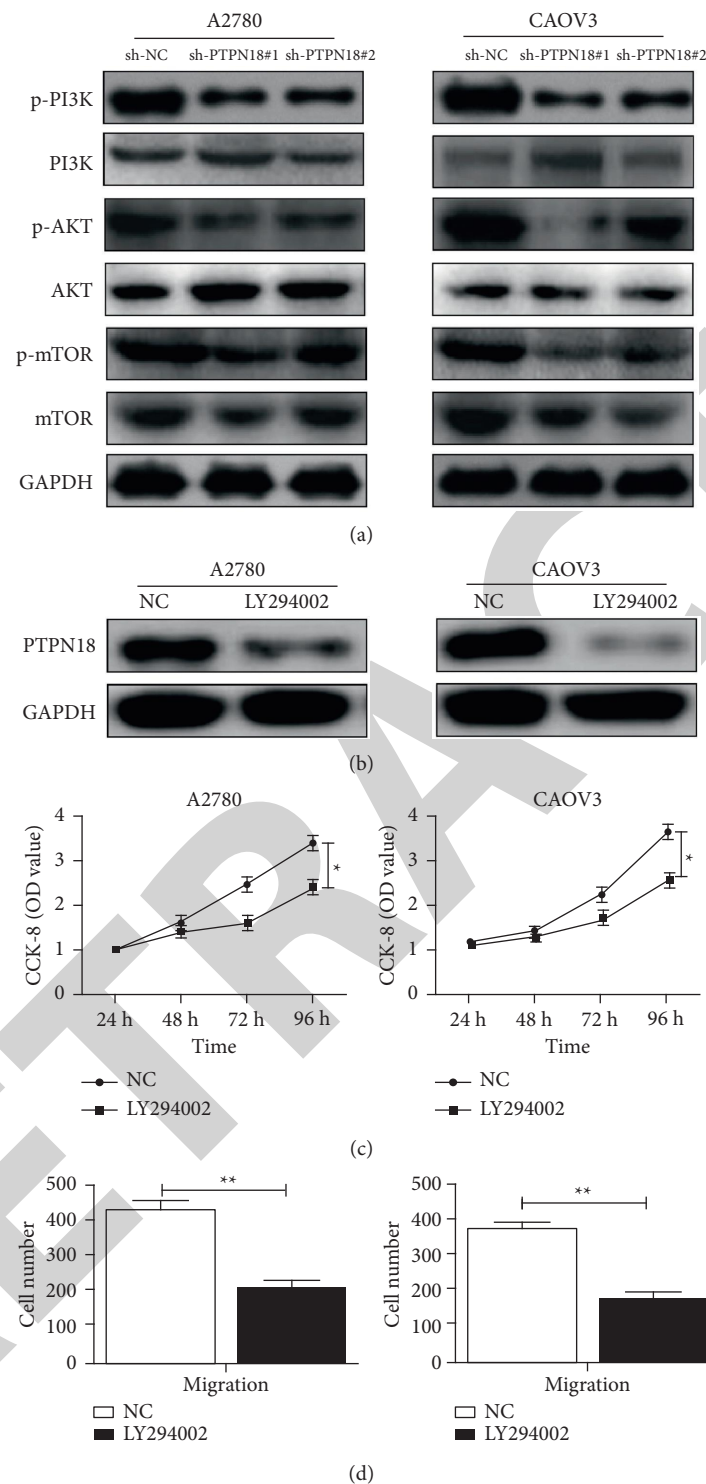 A2780 CAOV3
sh-NC sh-PTPN18#1 sh-PTPN18#2 sh-NC sh-PTPN18#1 sh-PTPN18#2
p-PI3K
PI3K
p-AKT
AKT
p-mTOR
mTOR
GAPDH
(a)
A2780 CAOV3
NC LY294002 NC LY294002
PTPN18
GAPDH
(b)
A2780
CCK-8 (OD value)
4
3
2
1
0
*
24 h 48 h 72 h 96 h
Time
NC
LY294002
CAOV3
CCK-8 (OD value)
4
3
2
1
0
*
24 h 48 h 72 h 96 h
Time
NC
LY294002
(c)
Cell number
500
400
300
200
100
0
**
Migration
NC
LY294002
Cell number
500
400
300
200
100
0
**
Migration
NC
LY294002
(d)